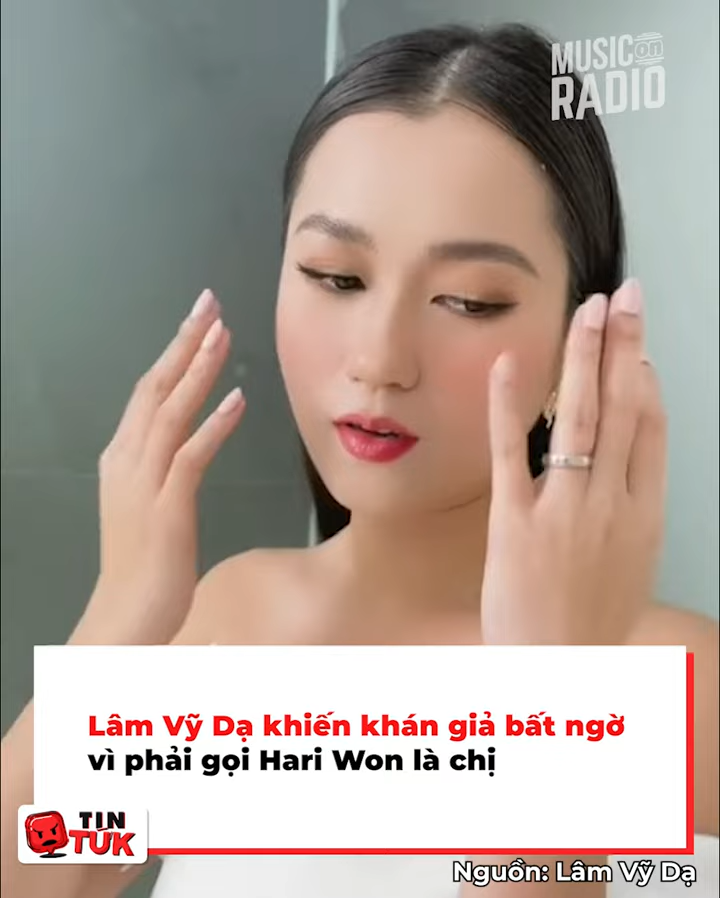 MUSIC on
RADIO
Lâm Vỹ Dạ khiến khán giả bất ngờ
vì phải gọi Hari Won là chị
TIN
TỨK
Nguồn: Lâm Vỹ Dạ